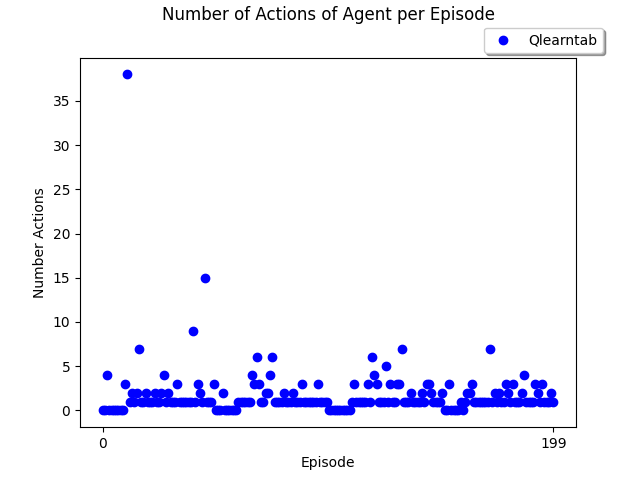 Number of Actions of Agent per Episode
Qlearntab
35
30
25
20
15
10
5
0
Number Actions
0
199
Episode